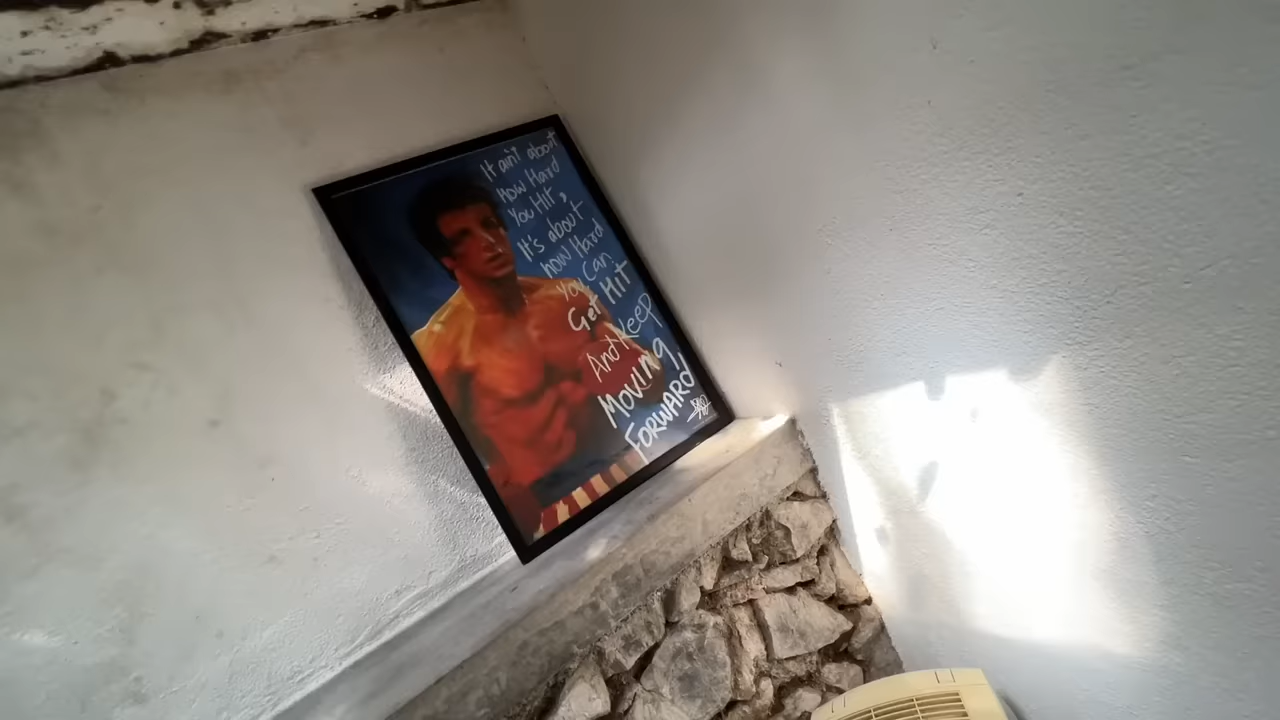 It ain't about
How Hard
You Hit,
It's about
how Hard
You Can
Get Hit
And Keep
Moving
Forward